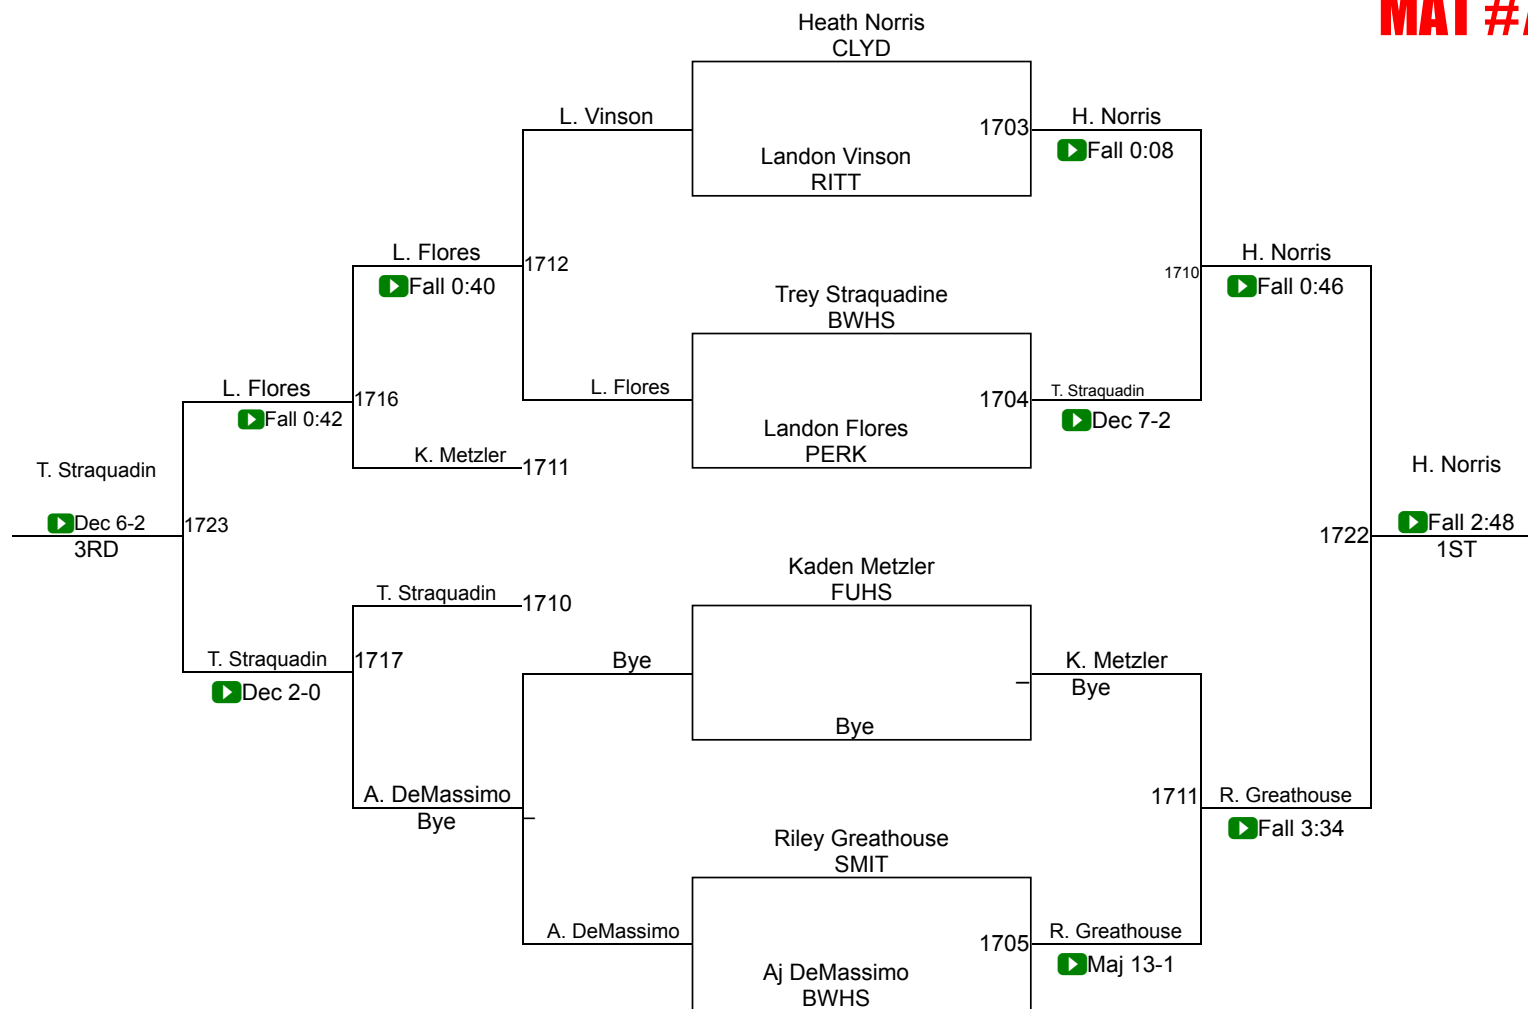 MAT #
Heath Norris
CLYD
L. Vinson
1703
H. Norris
Fall 0:08
Landon Vinson
RITT
L. Flores
1712
Fall 0:40
1710
H. Norris
Fall 0:46
Trey Straquadine
BWHS
L. Flores
Fall 0:42
1716
L. Flores
1704
T. Straquadin
Dec 7-2
Landon Flores
PERK
K. Metzler
1711
T. Straquadin
Dec 6-2
3RD
1723
H. Norris
1722
Fall 2:48
1ST
Kaden Metzler
FUHS
T. Straquadin
1710
T. Straquadin
Dec 2-0
1717
Bye
K. Metzler
Bye
Bye
A. DeMassimo
Bye
1711
R. Greathouse
Fall 3:34
Riley Greathouse
SMIT
A. DeMassimo
1705
R. Greathouse
Maj 13-1
Aj DeMassimo
BWHS